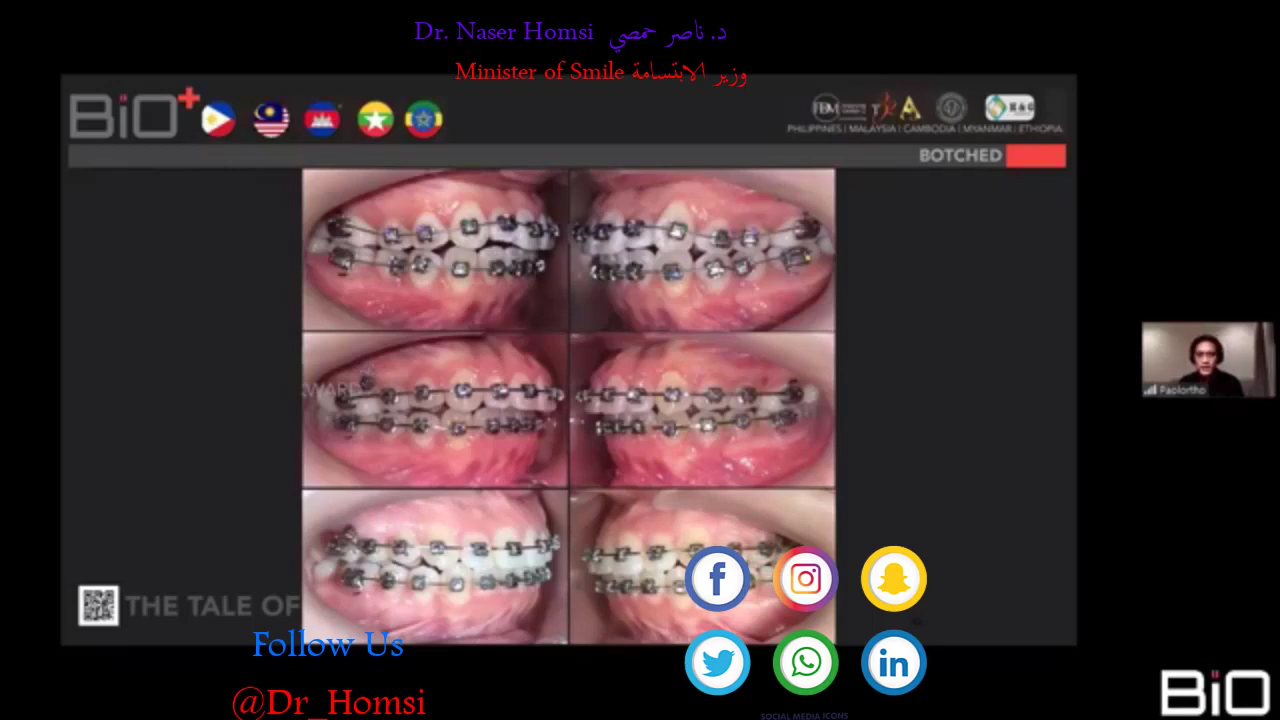 Dr. Naser Homsi د. ناصر حمصي
Minister of Smile وزير الابتسامة
BiO+
PHILIPPINES | MALAYSIA | CAMBODIA | MYANMAR | ETHIOPIA
BOTCHED
Paolortho
THE TALE OF
Follow Us
@Dr_Homsi
SOCIAL MEDIA ICONS
BiO